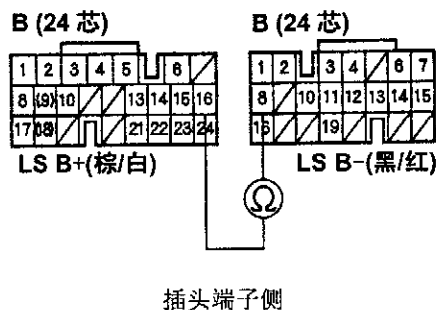 B (24 芯)
B (24 芯)
1 2 3 4 5 6
1 2 3 4 6 7
8 (9) 10 13 14 15 16
8 10 11 12 13 14 15
17 (18) 21 22 23 24
16 19
LS B+(棕/白)
LS B−(黑/红)
Ω
插头端子侧